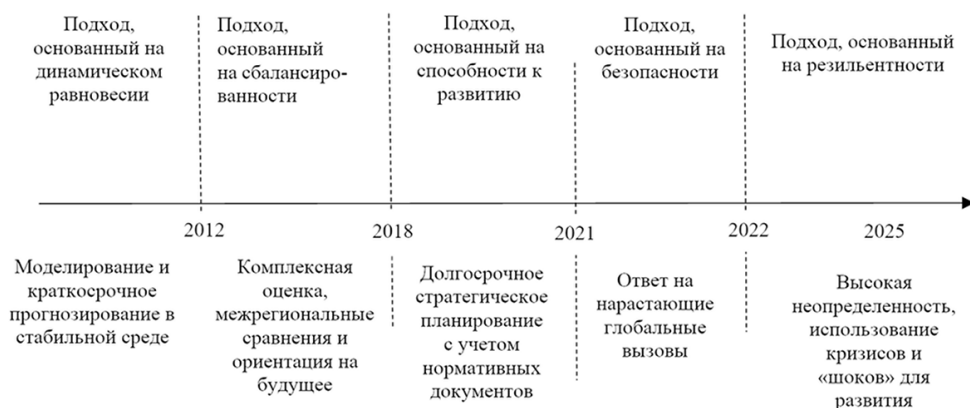 Подход,
основанный на
динамическом
равновесии
Подход,
основанный
на сбалансиро-
ванности
Подход,
основанный на
способности к
развитию
Подход,
основанный на
безопасности
Подход, основанный
на резильентности
2012
2018
2021
2022
2025
Моделирование и
краткосрочное
прогнозирование в
стабильной среде
Комплексная
оценка,
межрегиональные
сравнения и
ориентация на
будущее
Долгосрочное
стратегическое
планирование
с учетом
нормативных
документов
Ответ на
нарастающие
глобальные
вызовы
Высокая
неопределенность,
использование
кризисов и
«шоков» для
развития